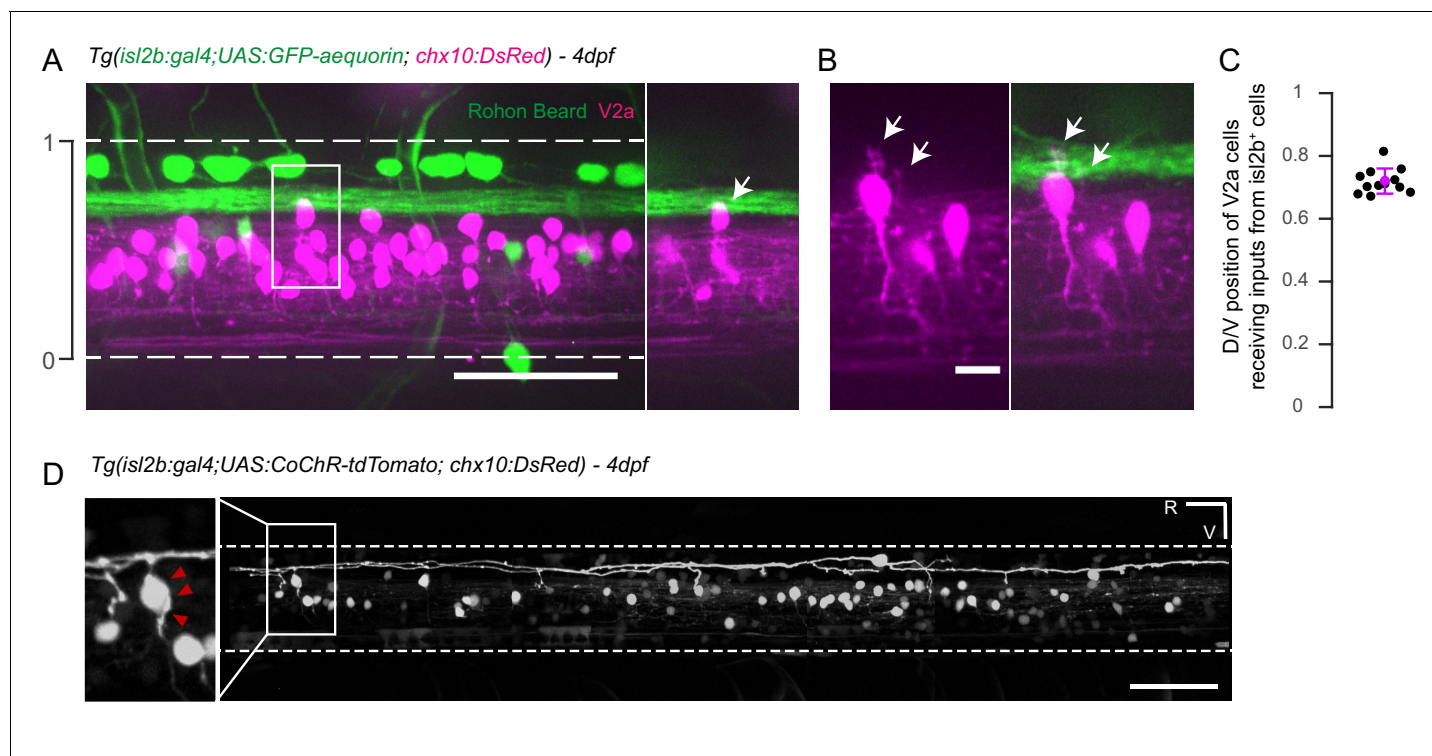 A
Tg(isl2b:gal4;UAS:GFP-aequorin; chx10:DsRed) - 4dpf
Rohon Beard V2a
1
0
B
C
D/V position of V2a cells
receiving inputs from isl2b+ cells
1
0.8
0.6
0.4
0.2
0
D
Tg(isl2b:gal4;UAS:CoChR-tdTomato; chx10:DsRed) - 4dpf
R
V